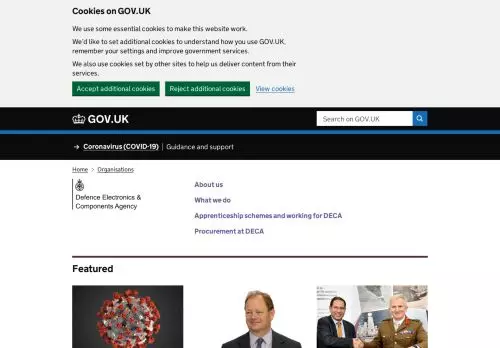 Cookies on GOV.UK
We use some essential cookies to make this website work.
We'd like to set additional cookies to understand how you use GOV.UK,
remember your settings and improve government services.
We also use cookies set by other sites to help us deliver content from their
services.
Accept additional cookies
Reject additional cookies
View cookies
GOV.UK
Search on GOV.UK
→ Coronavirus (COVID-19) | Guidance and support
Home > Organisations
Defence Electronics &
Components Agency
About us
What we do
Apprenticeship schemes and working for DECA
Procurement at DECA
Featured